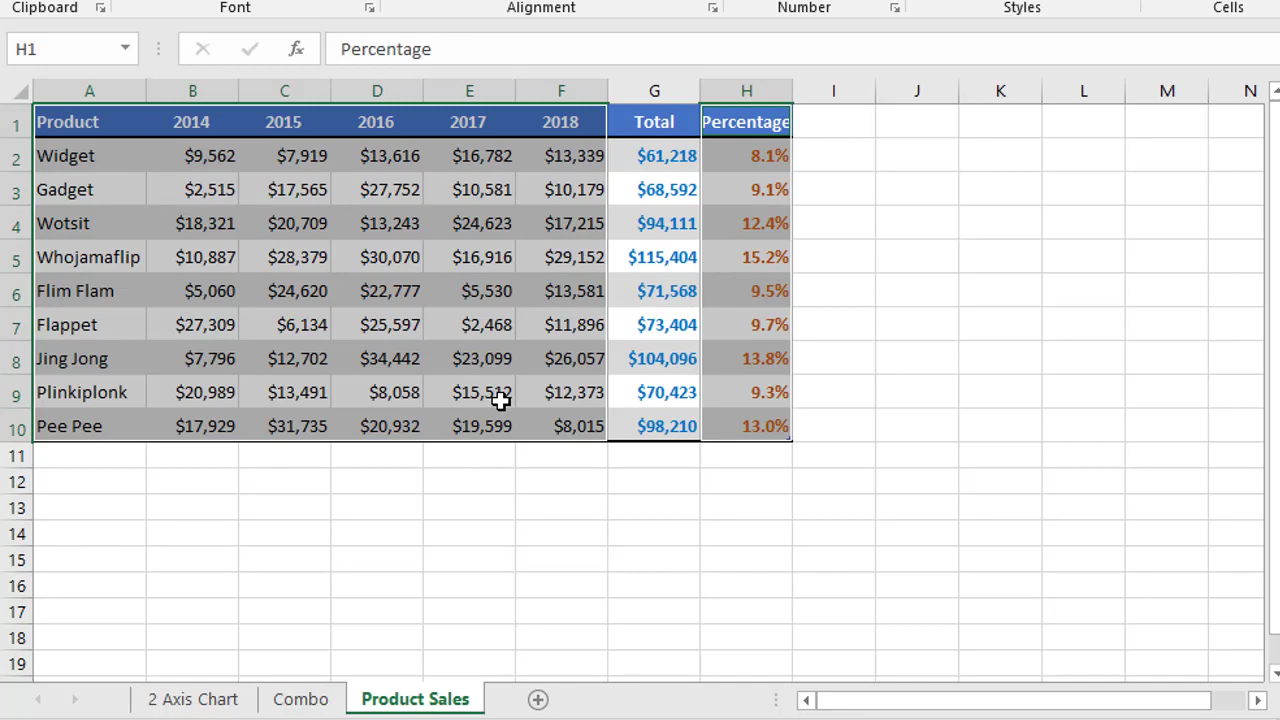 Clipboard Font Alignment Number Styles Cells
H1 fx Percentage
A B C D E F G H I J K L M N
1 Product 2014 2015 2016 2017 2018 Total Percentage
2 Widget $9,562 $7,919 $13,616 $16,782 $13,339 $61,218 8.1%
3 Gadget $2,515 $17,565 $27,752 $10,581 $10,179 $68,592 9.1%
4 Wotsit $18,321 $20,709 $13,243 $24,623 $17,215 $94,111 12.4%
5 Whojamaflip $10,887 $28,379 $30,070 $16,916 $29,152 $115,404 15.2%
6 Flim Flam $5,060 $24,620 $22,777 $5,530 $13,581 $71,568 9.5%
7 Flappet $27,309 $6,134 $25,597 $2,468 $11,896 $73,404 9.7%
8 Jing Jong $7,796 $12,702 $34,442 $23,099 $26,057 $104,096 13.8%
9 Plinkiplonk $20,989 $13,491 $8,058 $15,512 $12,373 $70,423 9.3%
10 Pee Pee $17,929 $31,735 $20,932 $19,599 $8,015 $98,210 13.0%
11
12
13
14
15
16
17
18
19
2 Axis Chart Combo Product Sales